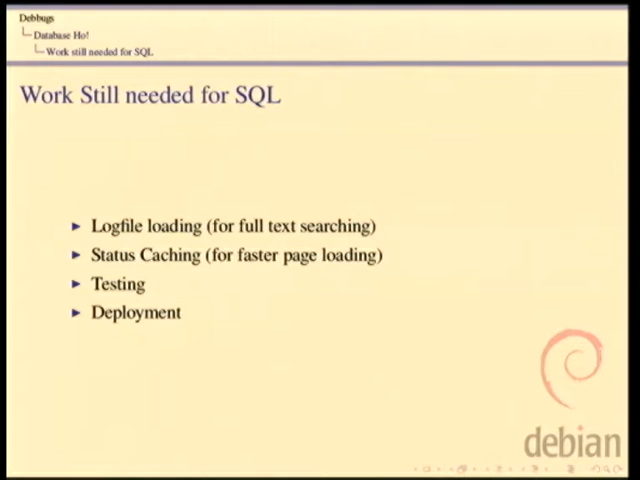 Debbugs
Database Ho!
Work still needed for SQL
Work Still needed for SQL
Logfile loading (for full text searching)
Status Caching (for faster page loading)
Testing
Deployment
debian